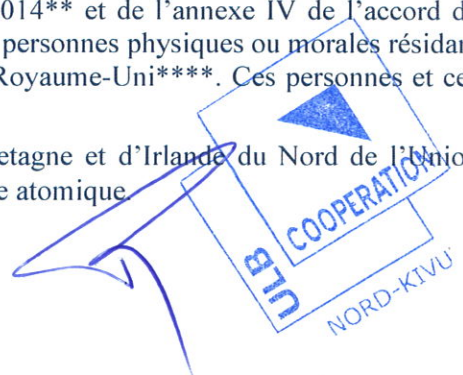 014** et de l'annexe IV de l'accord d
personnes physiques ou morales résidan
Royaume-Uni****. Ces personnes et ce
etagne et d'Irlande du Nord de l'Unio
e atomique.
ULB
COOPERATION
NORD-KIVU